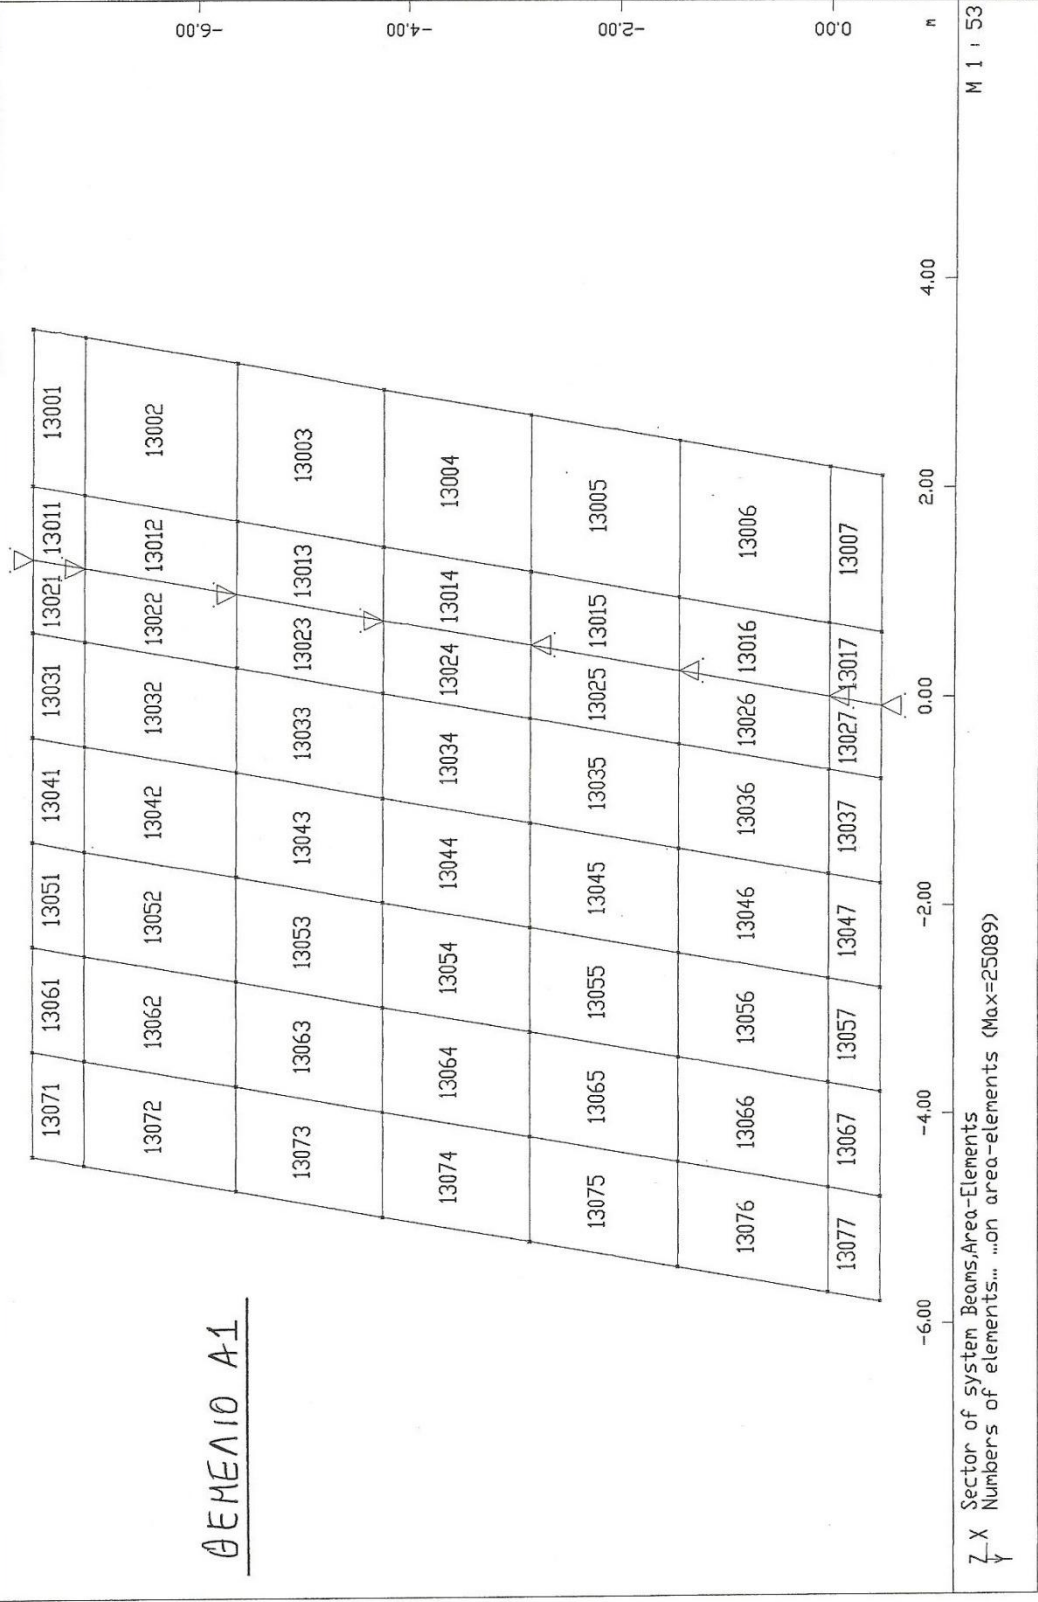 ΘΕΜΕΛΙΟ Α1
13071 13061 13051 13041 13031 13021 13011 13001
13072 13062 13052 13042 13032 13022 13012 13002
13073 13063 13053 13043 13033 13023 13013 13003
13074 13064 13054 13044 13034 13024 13014 13004
13075 13065 13055 13045 13035 13025 13015 13005
13076 13066 13056 13046 13036 13026 13016 13006
13077 13067 13057 13047 13037 13027 13017 13007
-6.00
-4.00
-2.00
0.00
m
-6.00 -4.00 -2.00 0.00 2.00 4.00
Z X Y
Sector of system Beams,Area-Elements
M 1 : 53
Numbers of elements... ...on area-elements (Max=25089)